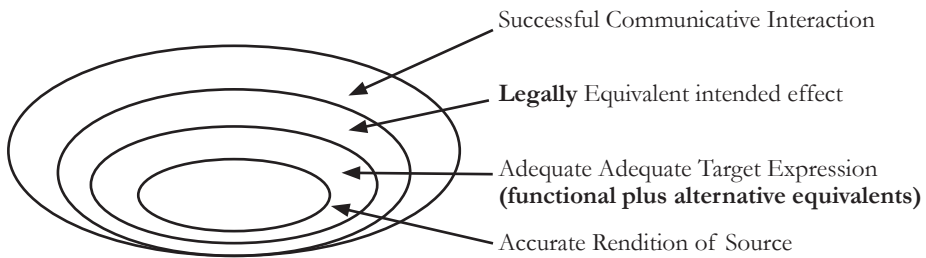 Successful Communicative Interaction
Legally Equivalent intended effect
Adequate Adequate Target Expression
(functional plus alternative equivalents)
Accurate Rendition of Source